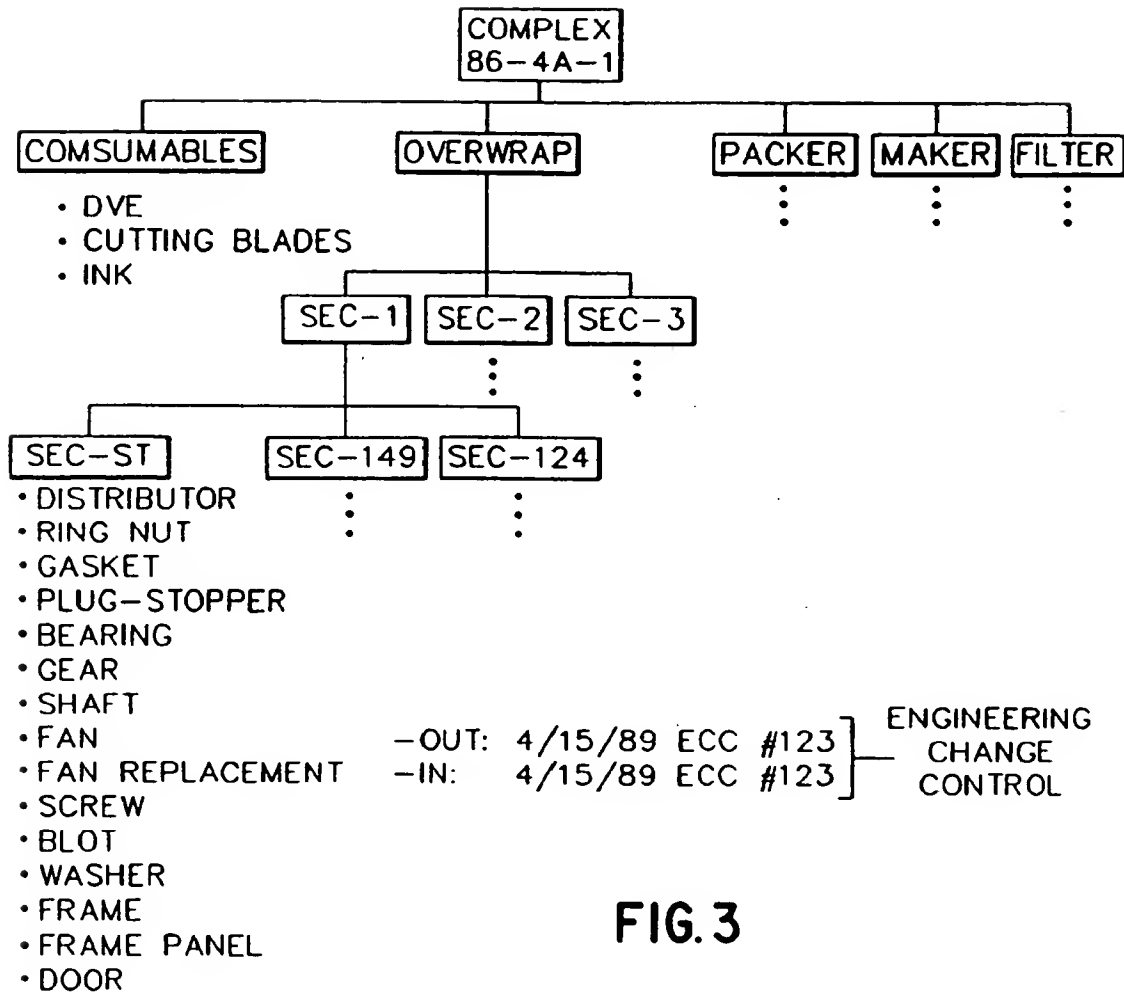 COMPLEX
86-4A-1
COMSUMABLES
OVERWRAP
PACKER
MAKER
FILTER
• DVE
• CUTTING BLADES
• INK
SEC-1
SEC-2
SEC-3
SEC-ST
SEC-149
SEC-124
• DISTRIBUTOR
• RING NUT
• GASKET
• PLUG-STOPPER
• BEARING
• GEAR
• SHAFT
• FAN -OUT: 4/15/89 ECC #123
• FAN REPLACEMENT -IN: 4/15/89 ECC #123
ENGINEERING
CHANGE
CONTROL
• SCREW
• BLOT
• WASHER
• FRAME
• FRAME PANEL
• DOOR
FIG. 3